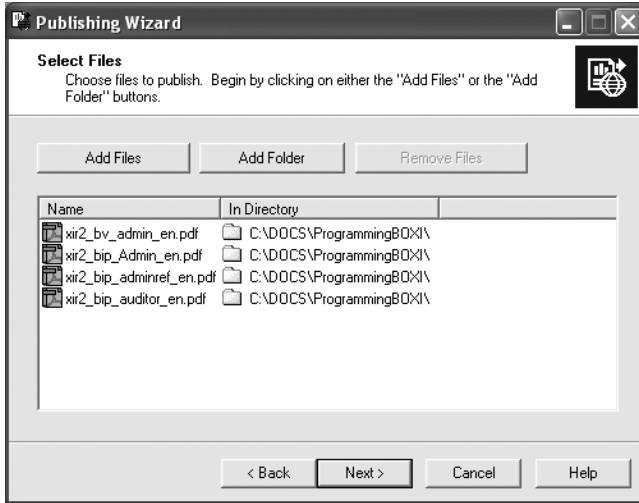 Publishing Wizard
Select Files
Choose files to publish. Begin by clicking on either the "Add Files" or the "Add
Folder" buttons.
Add Files Add Folder Remove Files
Name In Directory
xir2_bv_admin_en.pdf C:\DOCS\ProgrammingBOXI\
xir2_bip_Admin_en.pdf C:\DOCS\ProgrammingBOXI\
xir2_bip_adminref_en.pdf C:\DOCS\ProgrammingBOXI\
xir2_bip_auditor_en.pdf C:\DOCS\ProgrammingBOXI\
< Back Next > Cancel Help